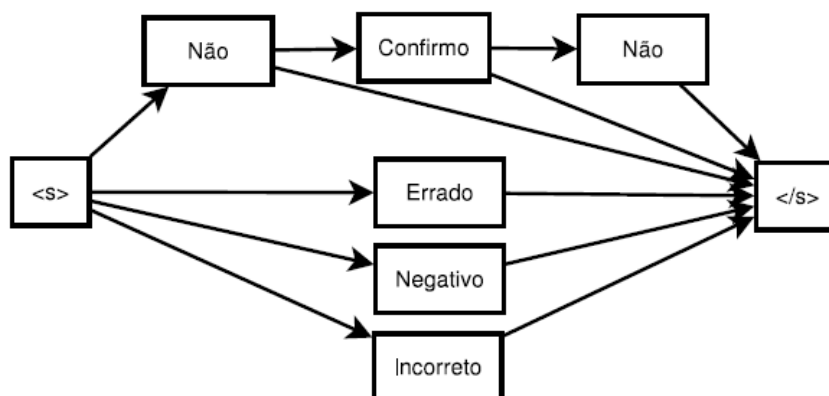 Não
Confirmo
Não
<s>
Errado
</s>
Negativo
Incorreto